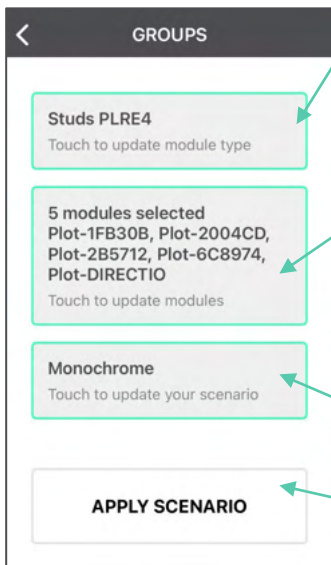 GROUPS
Studs PLRE4
Touch to update module type
5 modules selected
Plot-1FB30B, Plot-2004CD,
Plot-2B5712, Plot-6C8974,
Plot-DIRECTIO
Touch to update modules
Monochrome
Touch to update your scenario
APPLY SCENARIO